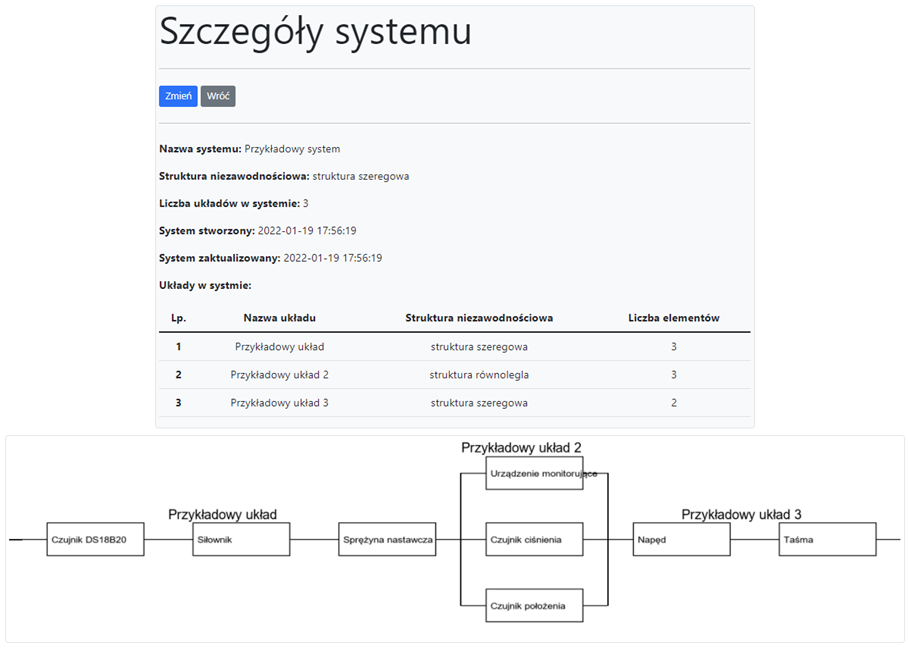 Szczegóły systemu
Zmień Wróć
Nazwa systemu: Przykładowy system
Struktura niezawodnościowa: struktura szeregowa
Liczba układów w systemie: 3
System stworzony: 2022-01-19 17:56:19
System zaktualizowany: 2022-01-19 17:56:19
Układy w systmie:
Lp. Nazwa układu Struktura niezawodnościowa Liczba elementów
1 Przykładowy układ struktura szeregowa 3
2 Przykładowy układ 2 struktura równolegla 3
3 Przykładowy układ 3 struktura szeregowa 2
Przykładowy układ 2
Urządzenie monitorujące
Przykładowy układ Przykładowy układ 3
Czujnik DS18B20 Siłownik Sprężyna nastawcza Czujnik ciśnienia Napęd Taśma
Czujnik położenia